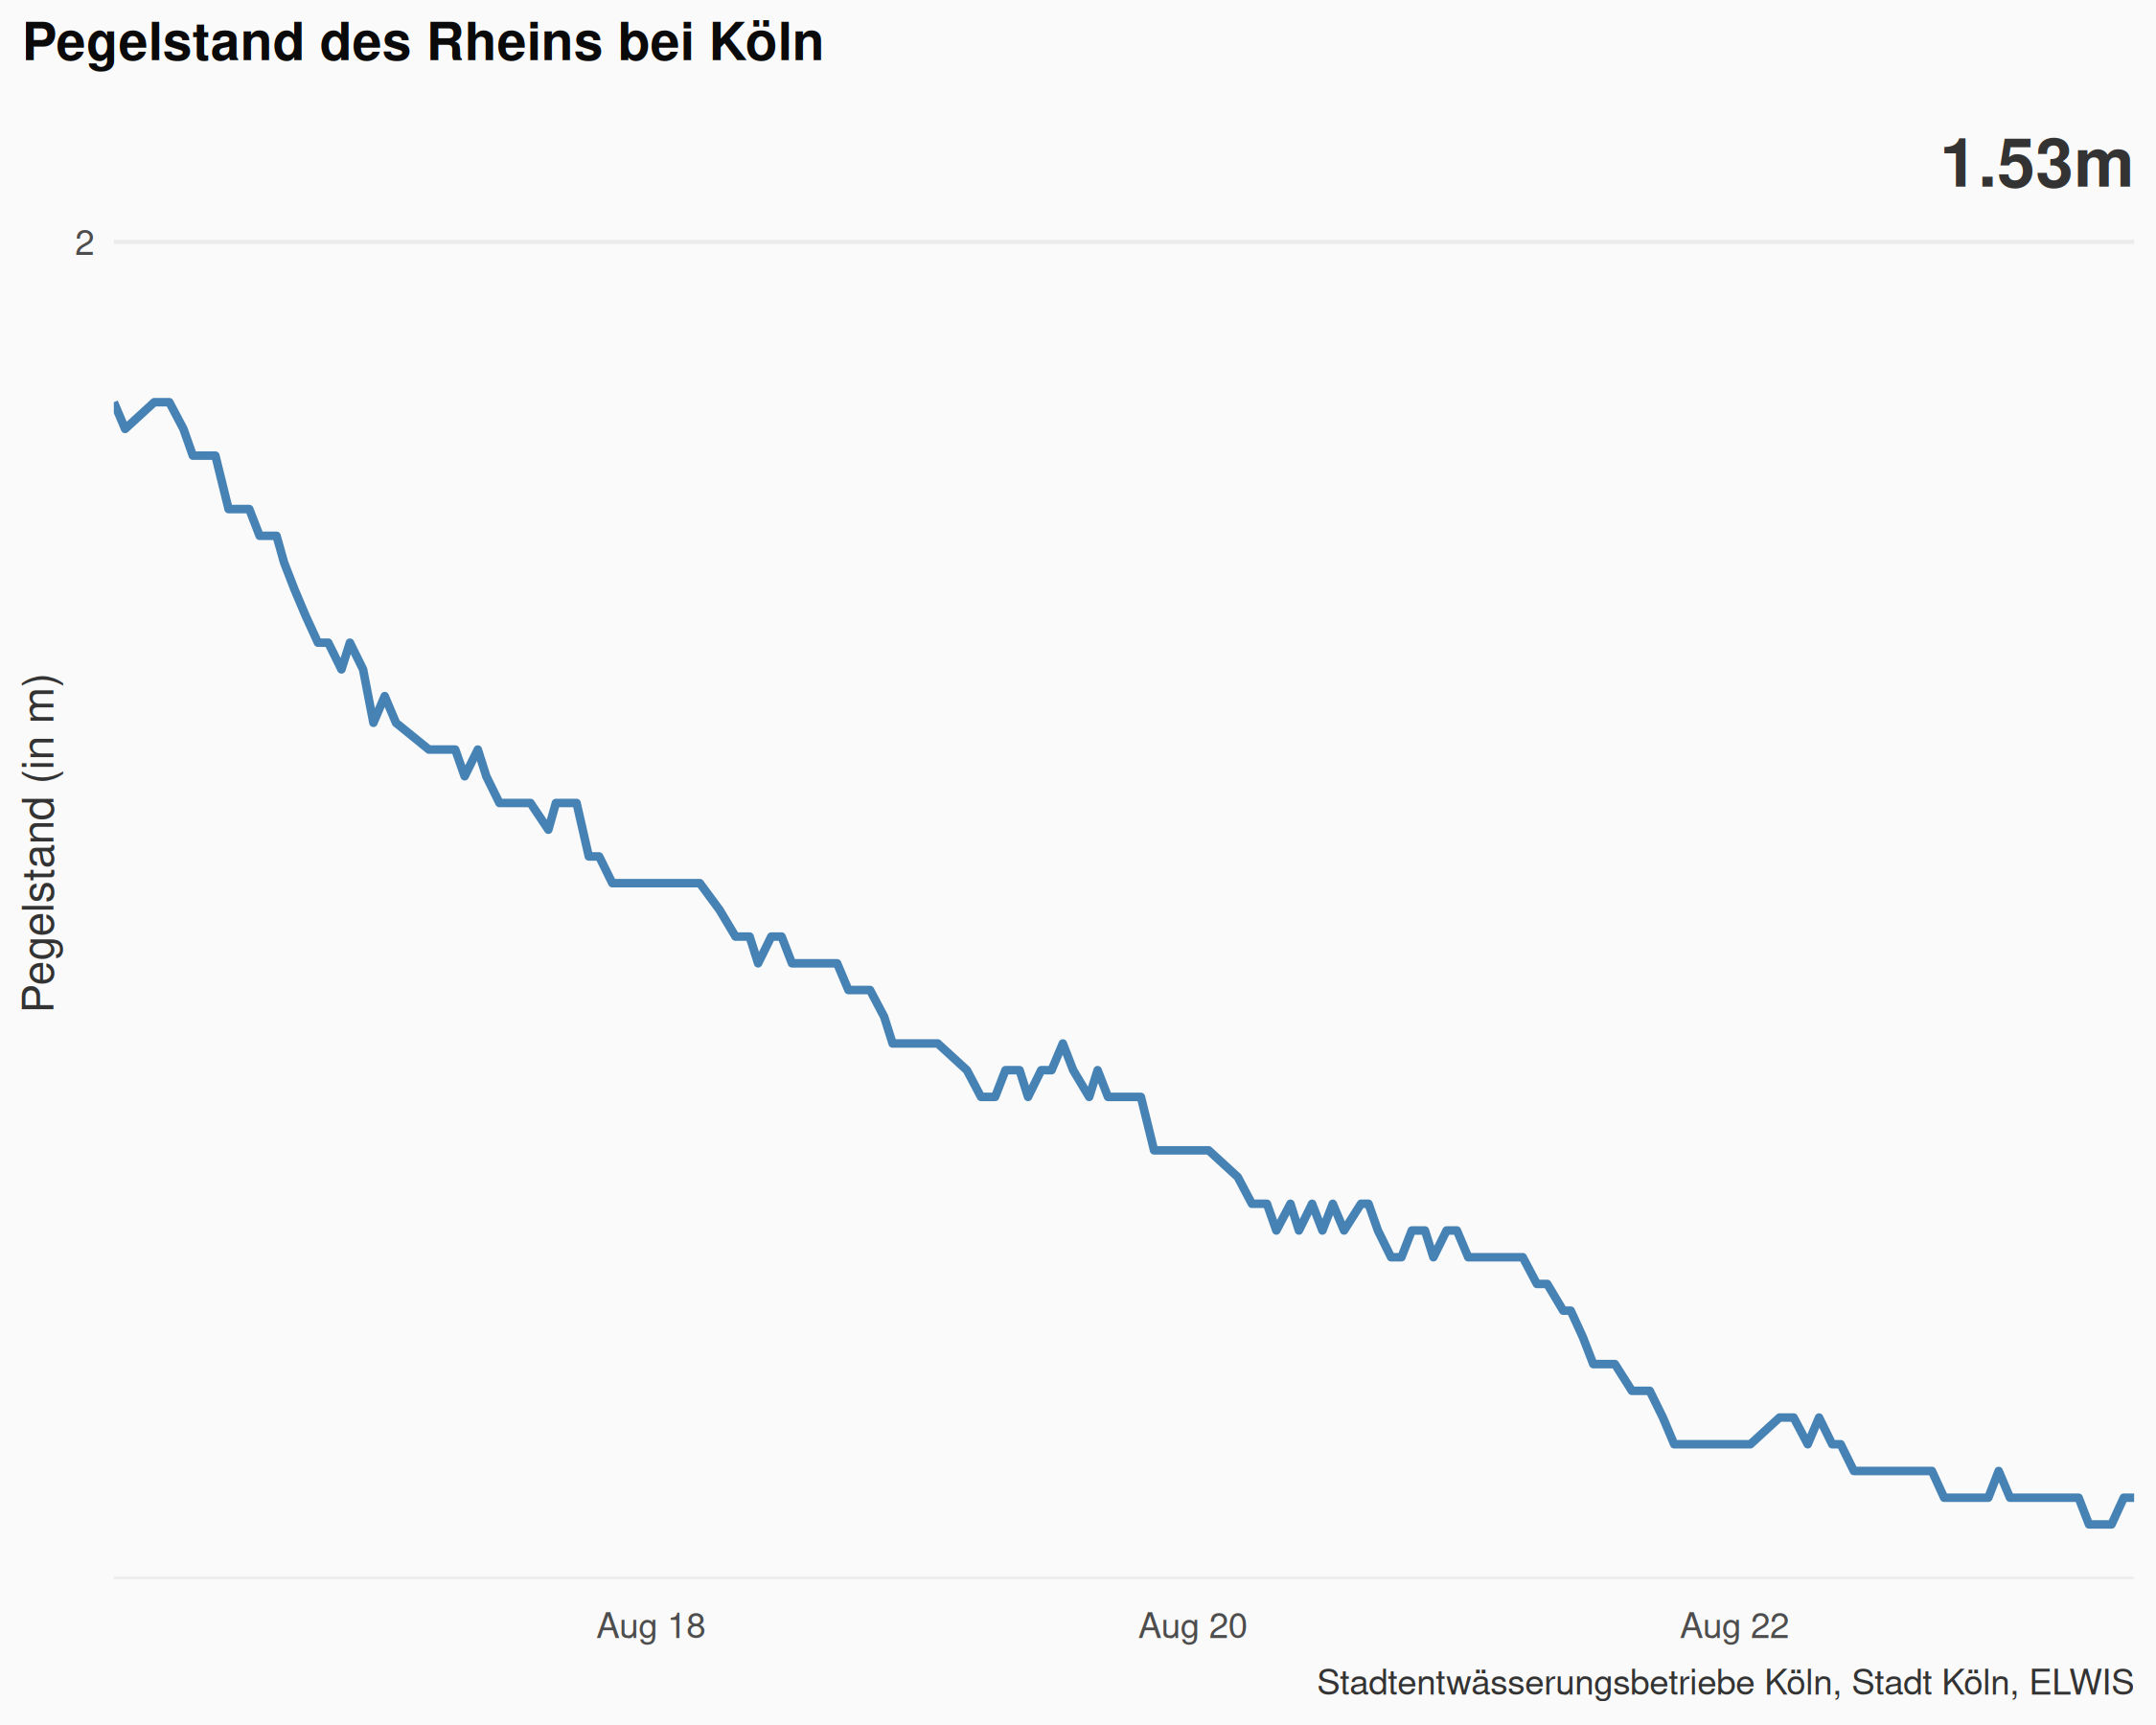 Pegelstand des Rheins bei Köln
1.53m
2
Pegelstand (in m)
Aug 18
Aug 20
Aug 22
Stadtentwässerungsbetriebe Köln, Stadt Köln, ELWIS